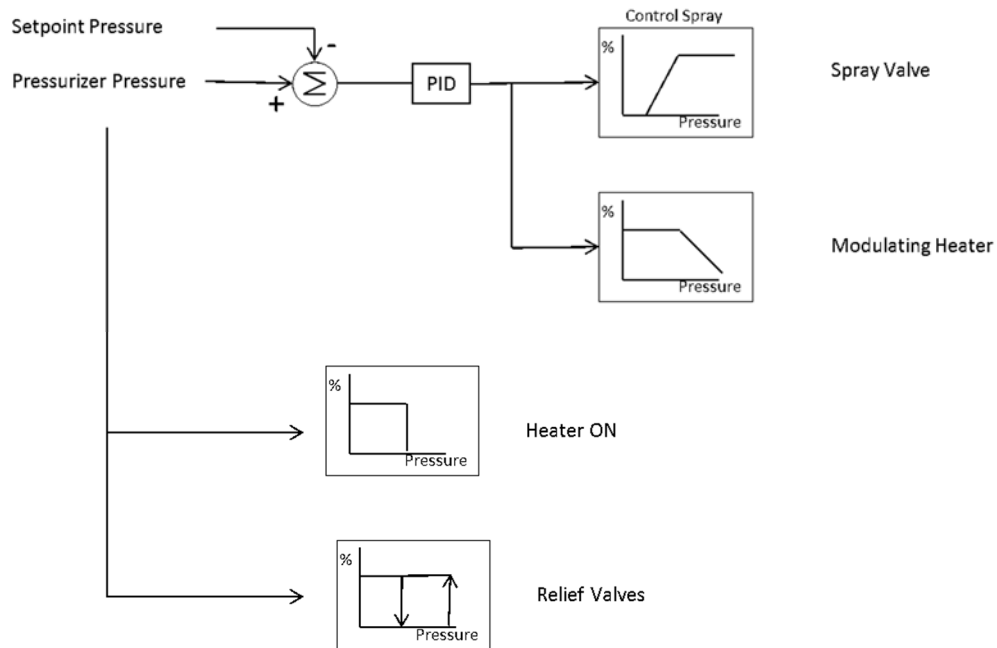 Setpoint Pressure
-
Pressurizer Pressure
+
Σ
PID
Control Spray
%
Pressure
Spray Valve
%
Pressure
Modulating Heater
%
Pressure
Heater ON
%
Pressure
Relief Valves